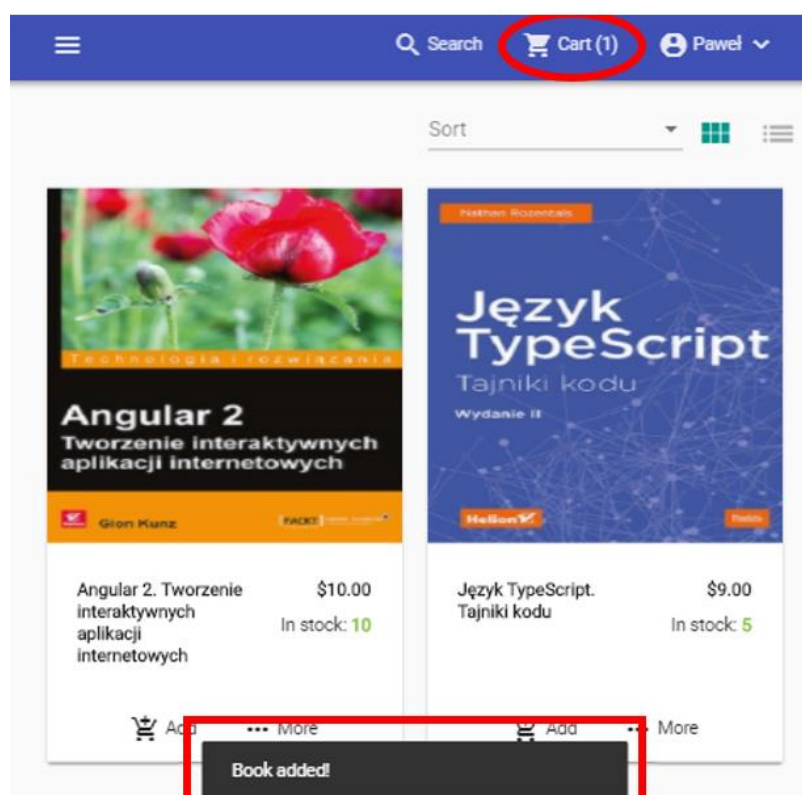 Search
Cart (1)
Paweł
Sort
Technologia i rozwiązania
Angular 2
Tworzenie interaktywnych
aplikacji internetowych
Gion Kunz
PACKT
Nathan Rozentals
Język
TypeScript
Tajniki kodu
Wydanie II
Helion
Angular 2. Tworzenie
interaktywnych
aplikacji
internetowych
$10.00
In stock: 10
Add
More
Język TypeScript.
Tajniki kodu
$9.00
In stock: 5
Add
More
Book added!